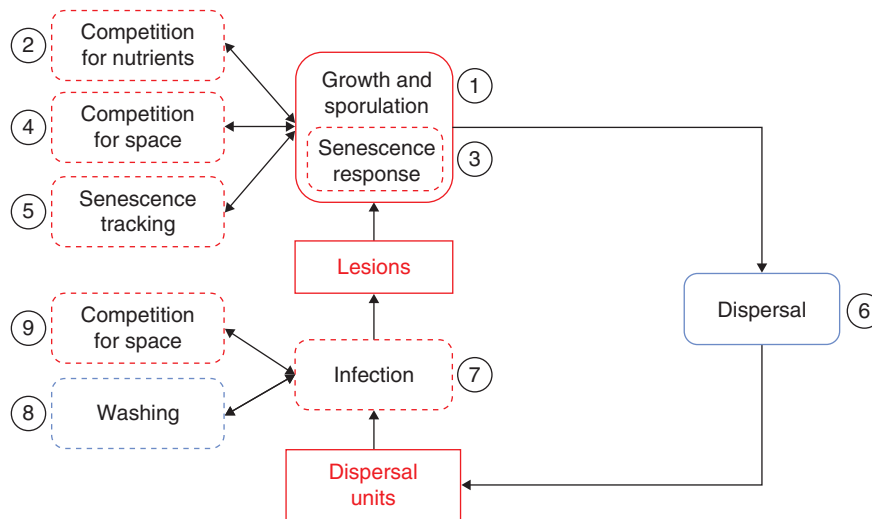 2
Competition
for nutrients
Growth and
sporulation
1
4
Competition
for space
Senescence
response
3
5
Senescence
tracking
Lesions
Dispersal
6
9
Competition
for space
Infection
7
8
Washing
Dispersal
units